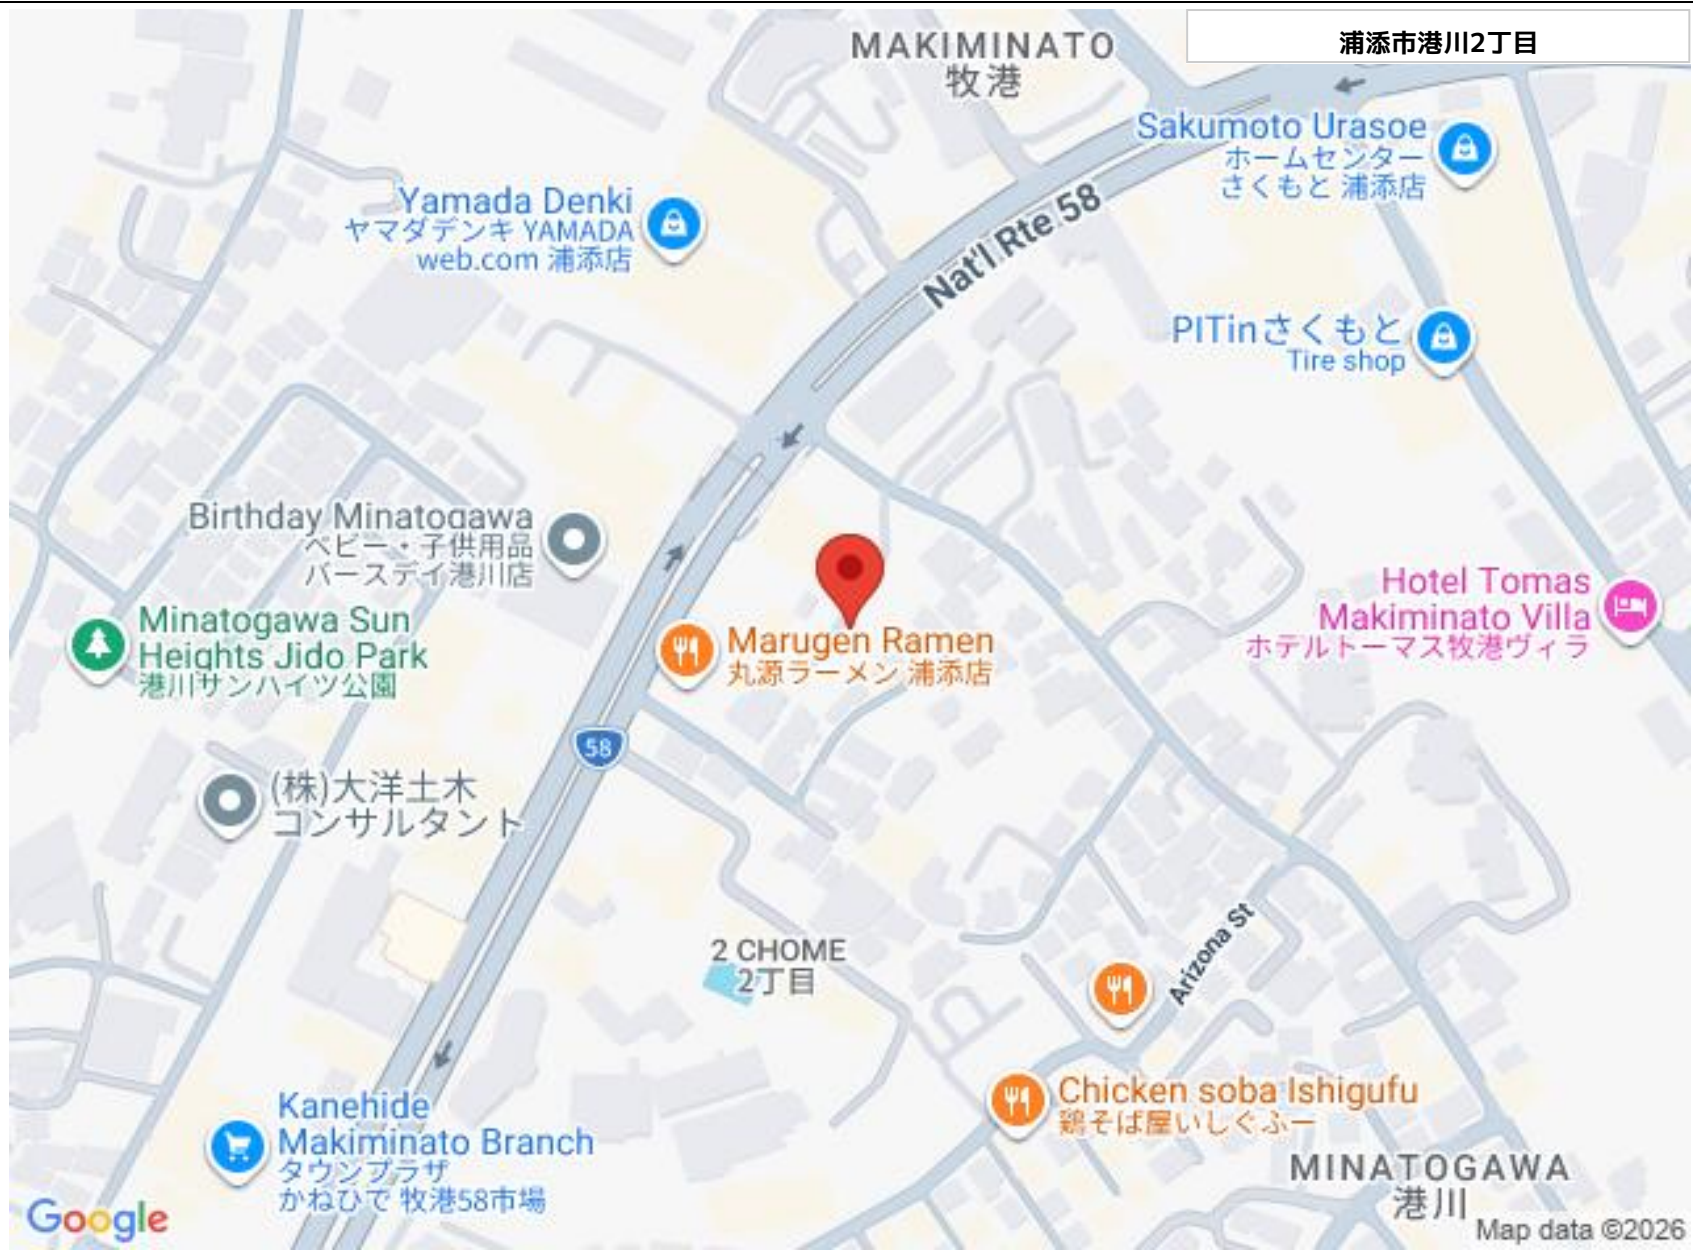 浦添市港川2丁目
MAKIMINATO
牧港
Sakumoto Urasoe
ホームセンター
さくもと 浦添店
Yamada Denki
ヤマダデンキ YAMADA
web.com 浦添店
Nat'l Rte 58
PITinさくもと
Tire shop
Birthday Minatogawa
ベビー・子供用品
バースデイ港川店
Hotel Tomas
Makiminato Villa
ホテルトーマス牧港ヴィラ
Minatogawa Sun
Heights Jido Park
港川サンハイツ公園
Marugen Ramen
丸源ラーメン 浦添店
58
(株)大洋土木
コンサルタント
2 CHOME
2丁目
Arizona St
Chicken soba Ishigufu
鶏そば屋いしぐふー
Kanehide
Makiminato Branch
タウンプラザ
かねひで 牧港58市場
MINATOGAWA
港川
Google
Map data ©2026